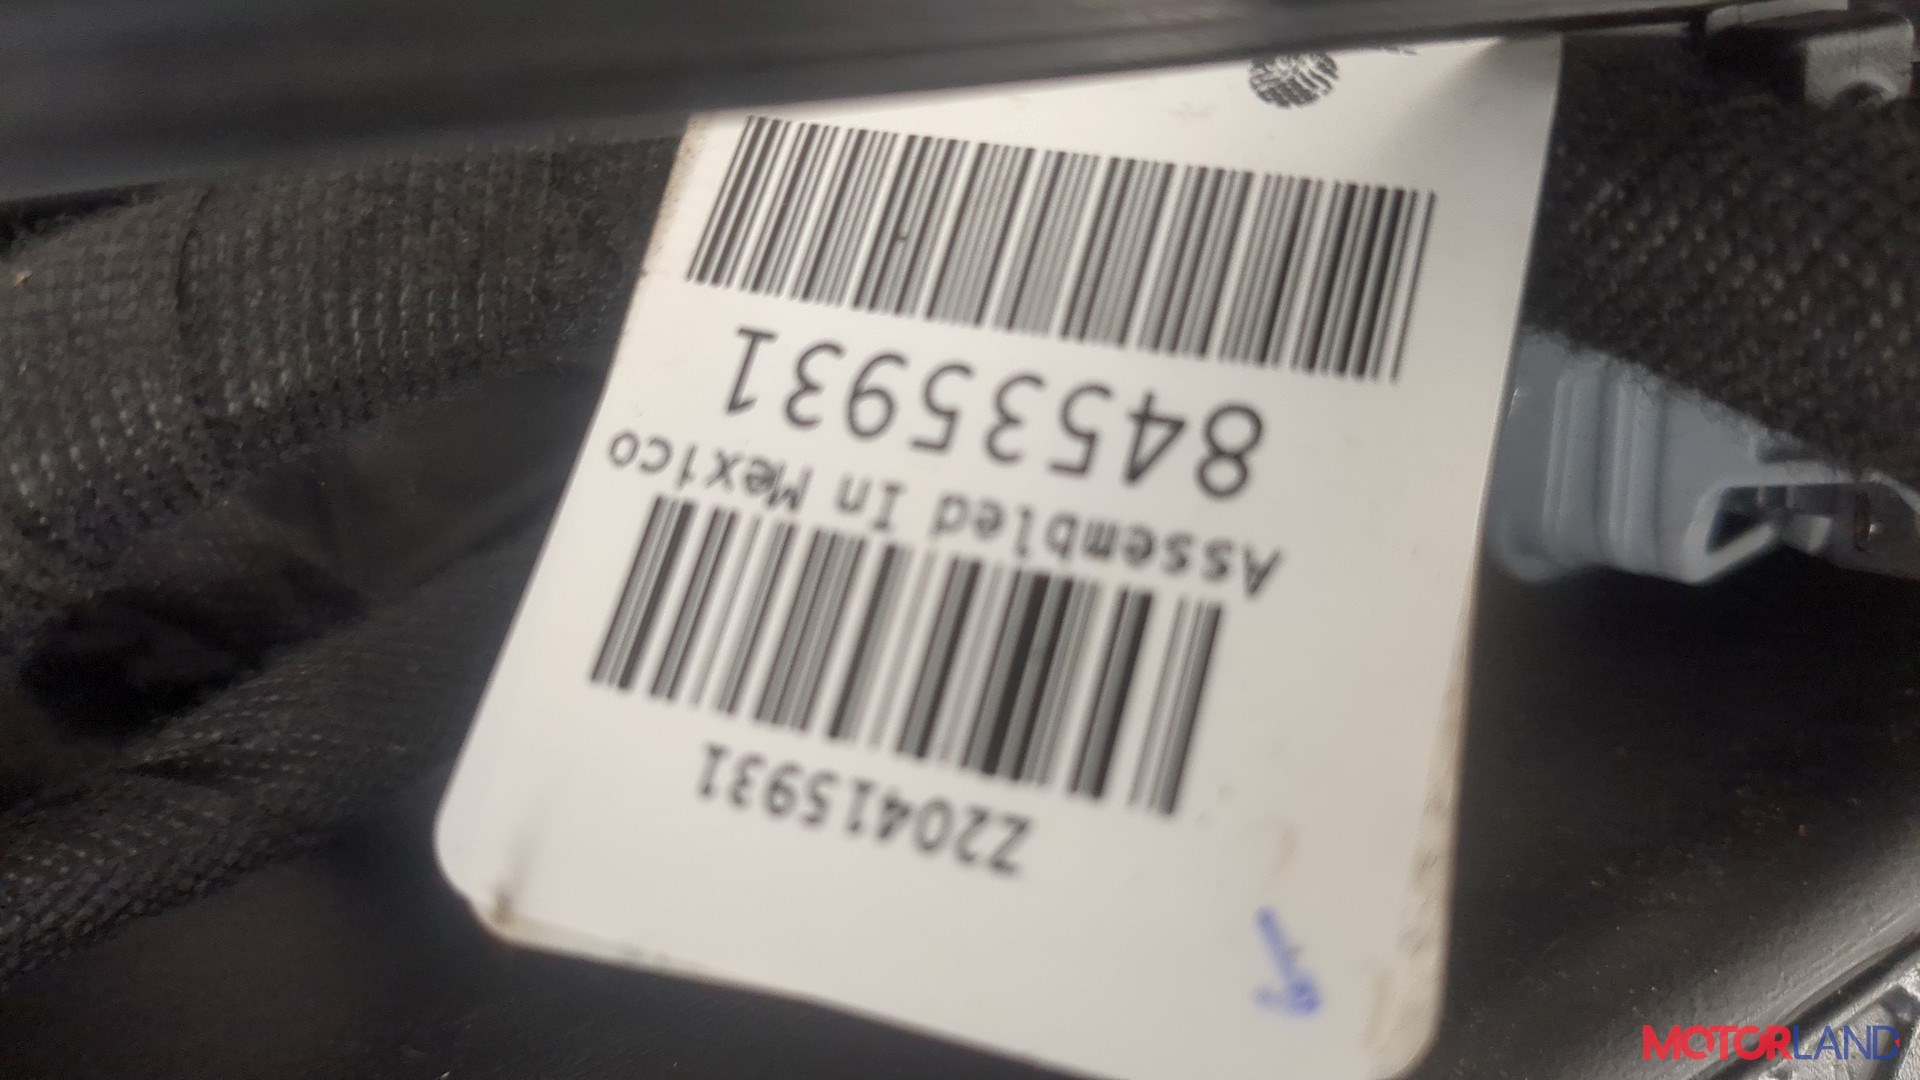 Z20415931
Assembled In Mexico
84535931
MOTORLAND